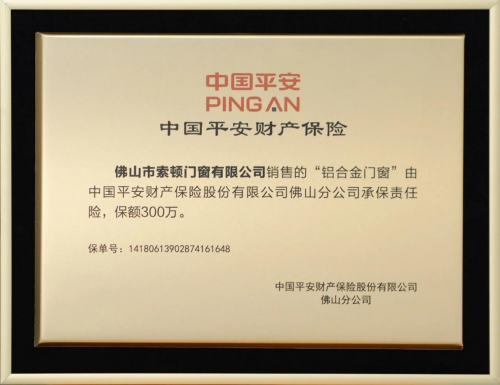 中国平安
PING AN
中国平安财产保险
佛山市索顿门窗有限公司销售的“铝合金门窗”由
中国平安财产保险股份有限公司佛山分公司承保责任
险，保额300万。
保单号：14180613902874161648
中国平安财产保险股份有限公司
佛山分公司